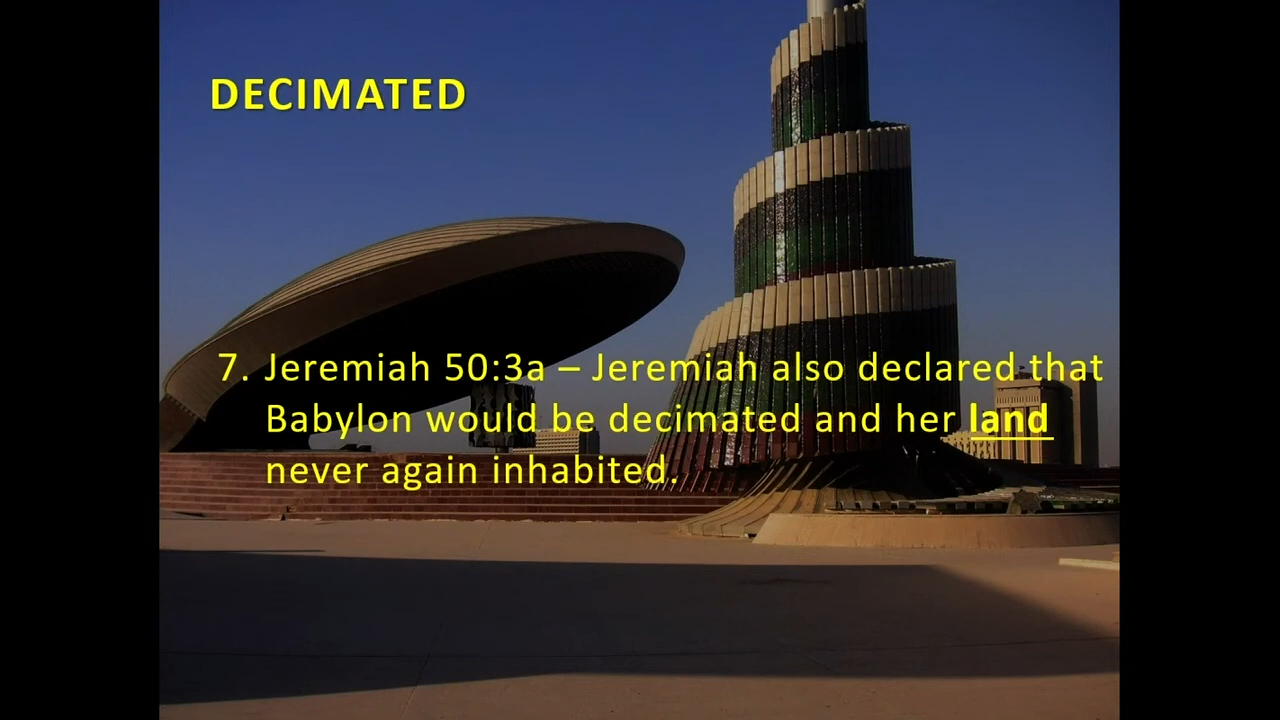 DECIMATED
7. Jeremiah 50:3a – Jeremiah also declared that
Babylon would be decimated and her land
never again inhabited.